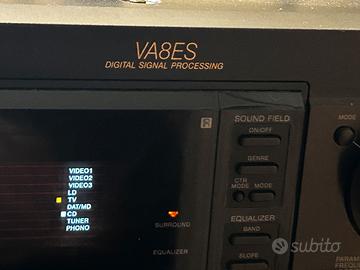 VA8ES
DIGITAL SIGNAL PROCESSING
R
SOUND FIELD
ON/OFF
MODE
GENRE
CTR MODE
MODE
VIDEO1
VIDEO2
VIDEO3
LD
TV
DAT/MD
CD
TUNER
PHONO
SURROUND
EQUALIZER
EQUALIZER
BAND
SLOPE
subito